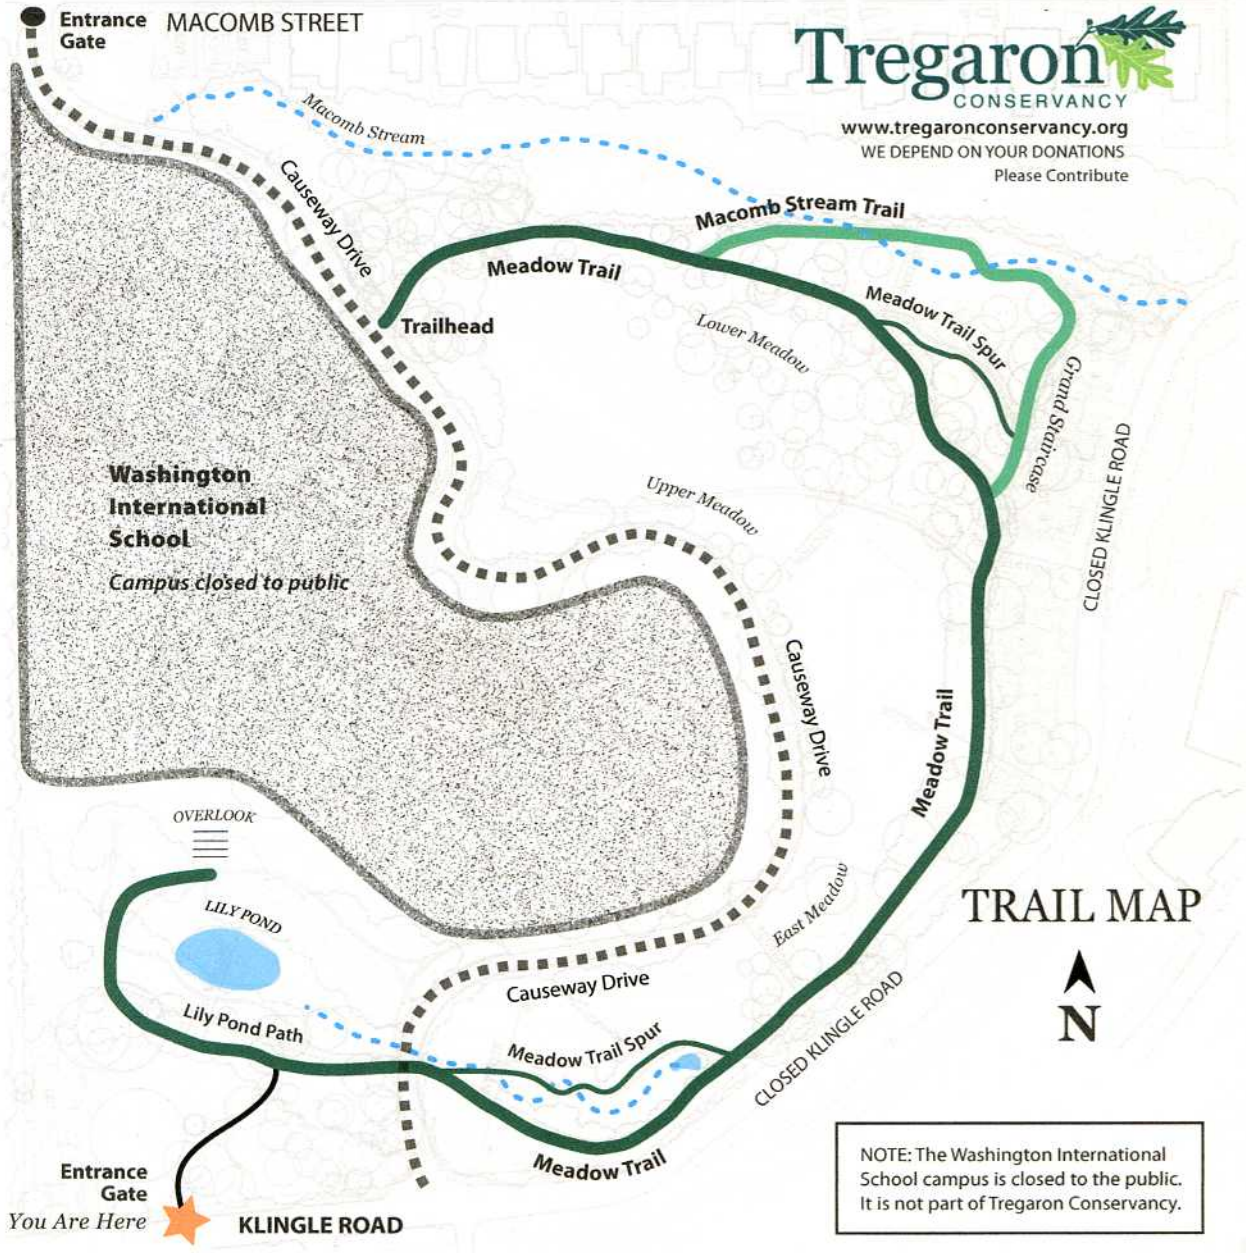 Entrance
Gate
MACOMB STREET
Tregaron
CONSERVANCY
www.tregaronconservancy.org
WE DEPEND ON YOUR DONATIONS
Please Contribute
Macomb Stream
Causeway Drive
Macomb Stream Trail
Meadow Trail
Meadow Trail Spur
Trailhead
Lower Meadow
Grand Staircase
CLOSED KLINGLE ROAD
Washington
International
School
Campus closed to public
Upper Meadow
Causeway Drive
Meadow Trail
OVERLOOK
LILY POND
East Meadow
TRAIL MAP
N
Causeway Drive
Lily Pond Path
Meadow Trail Spur
CLOSED KLINGLE ROAD
Meadow Trail
Entrance
Gate
You Are Here
KLINGLE ROAD
NOTE: The Washington International
School campus is closed to the public.
It is not part of Tregaron Conservancy.